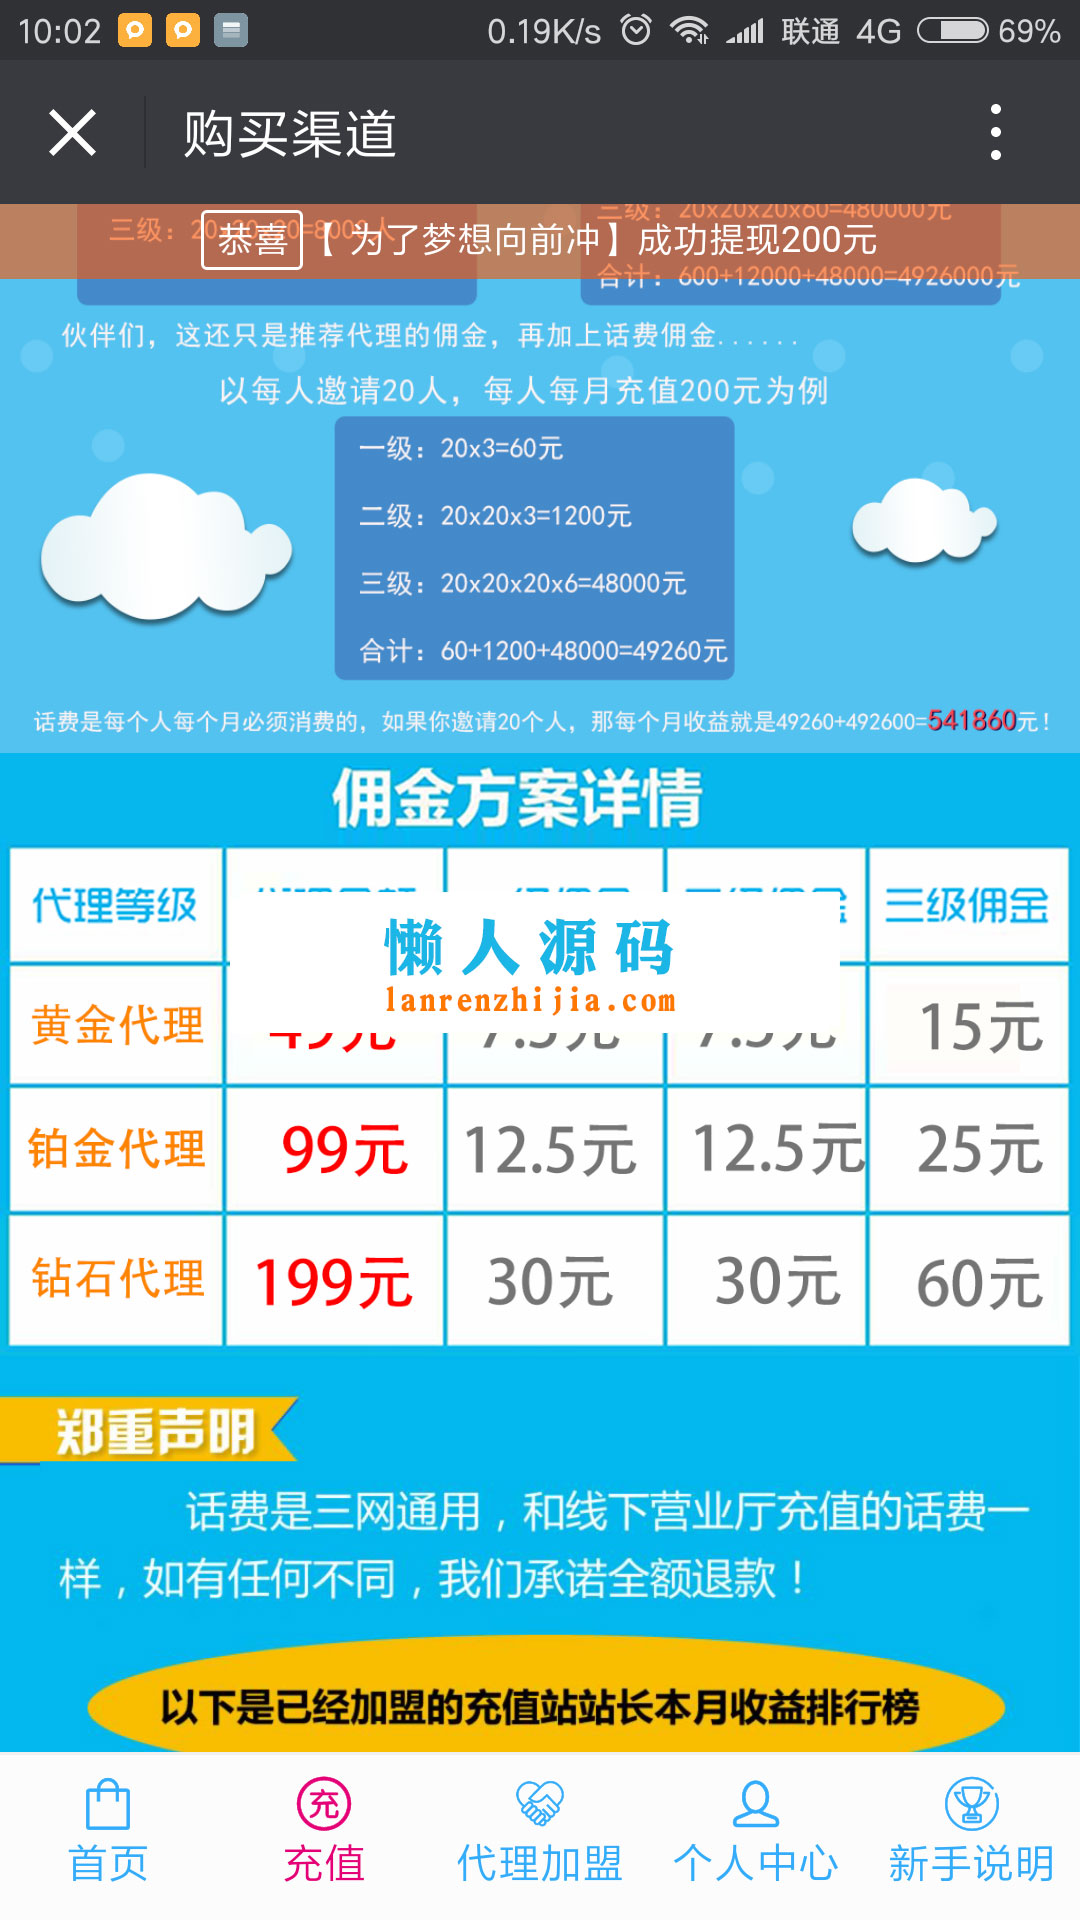 10:02 0.19K/s 联通 4G 69%
购买渠道
三级：20x20x20=8000人
三级：20x20x20x60=480000元
恭喜【 为了梦想向前冲】成功提现200元
合计：600+12000+48000=4926000元
伙伴们，这还只是推荐代理的佣金，再加上话费佣金......
以每人邀请20人，每人每月充值200元为例
一级：20x3=60元
二级：20x20x3=1200元
三级：20x20x20x6=48000元
合计：60+1200+48000=49260元
话费是每个人每个月必须消费的，如果你邀请20个人，那每个月收益就是49260+492600=541860元！
佣金方案详情
代理等级 三级佣金
懒人源码
lanrenzhijia.com
黄金代理 49元 7.5元 7.5元 15元
铂金代理 99元 12.5元 12.5元 25元
钻石代理 199元 30元 30元 60元
郑重声明
话费是三网通用，和线下营业厅充值的话费一
样，如有任何不同，我们承诺全额退款！
以下是已经加盟的充值站站长本月收益排行榜
充
首页 充值 代理加盟 个人中心 新手说明